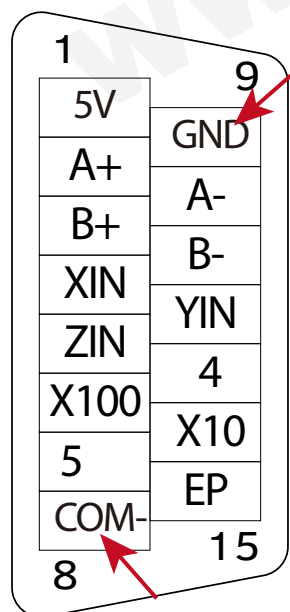 1
5V
A+
B+
XIN
ZIN
X100
5
COM-
8
9
GND
A-
B-
YIN
4
X10
EP
15